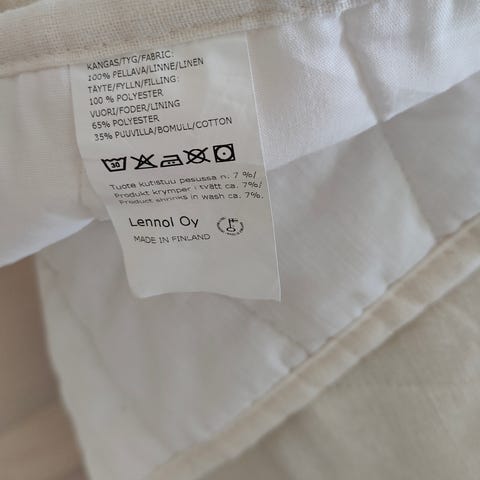 KANGAS/TYG/FABRIC:
100% PELLAVA/LINNE/LINEN
TÄYTE/FYLLN/FILLING:
100 % POLYESTER
VUORI/FODER/LINING
65% POLYESTER
35% PUUVILLA/BOMULL/COTTON
30
Tuote kutistuu pesussa n. 7 %/
Produkt krymper i tvätt ca. 7%/
Product shrinks in wash ca. 7%.
Lennol Oy
MADE IN FINLAND